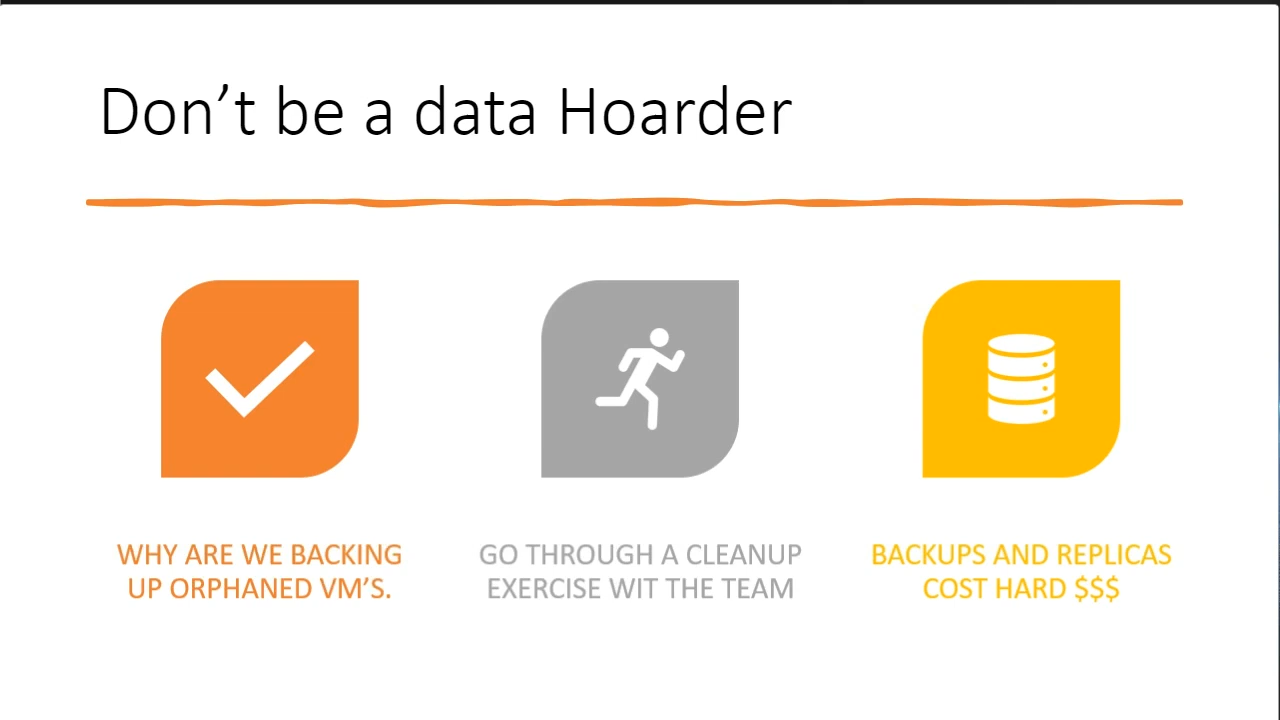 Don’t be a data Hoarder
WHY ARE WE BACKING
UP ORPHANED VM’S.
GO THROUGH A CLEANUP
EXERCISE WIT THE TEAM
BACKUPS AND REPLICAS
COST HARD $$$